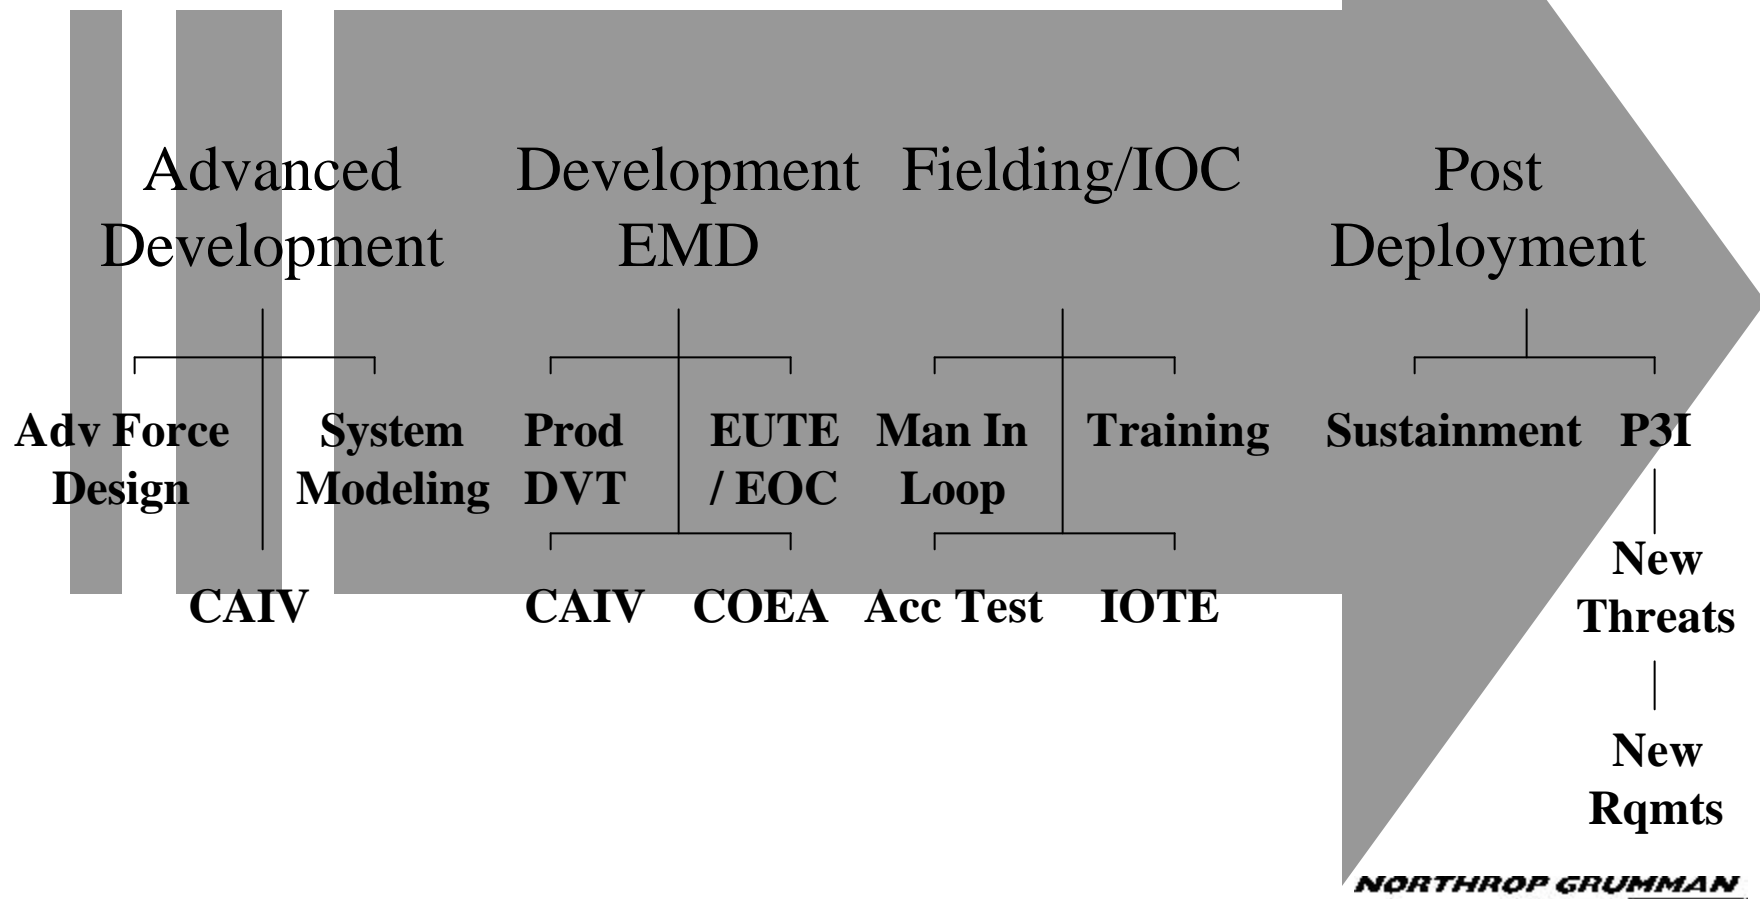 Advanced
Development
Development
EMD
Fielding/IOC
Post
Deployment
Adv Force
Design
System
Modeling
CAIV
Prod
DVT
EUTE
/ EOC
CAIV
COEA
Man In
Loop
Training
Acc Test
IOTE
Sustainment
P3I
New
Threats
New
Rqmts
NORTHROP GRUMMAN